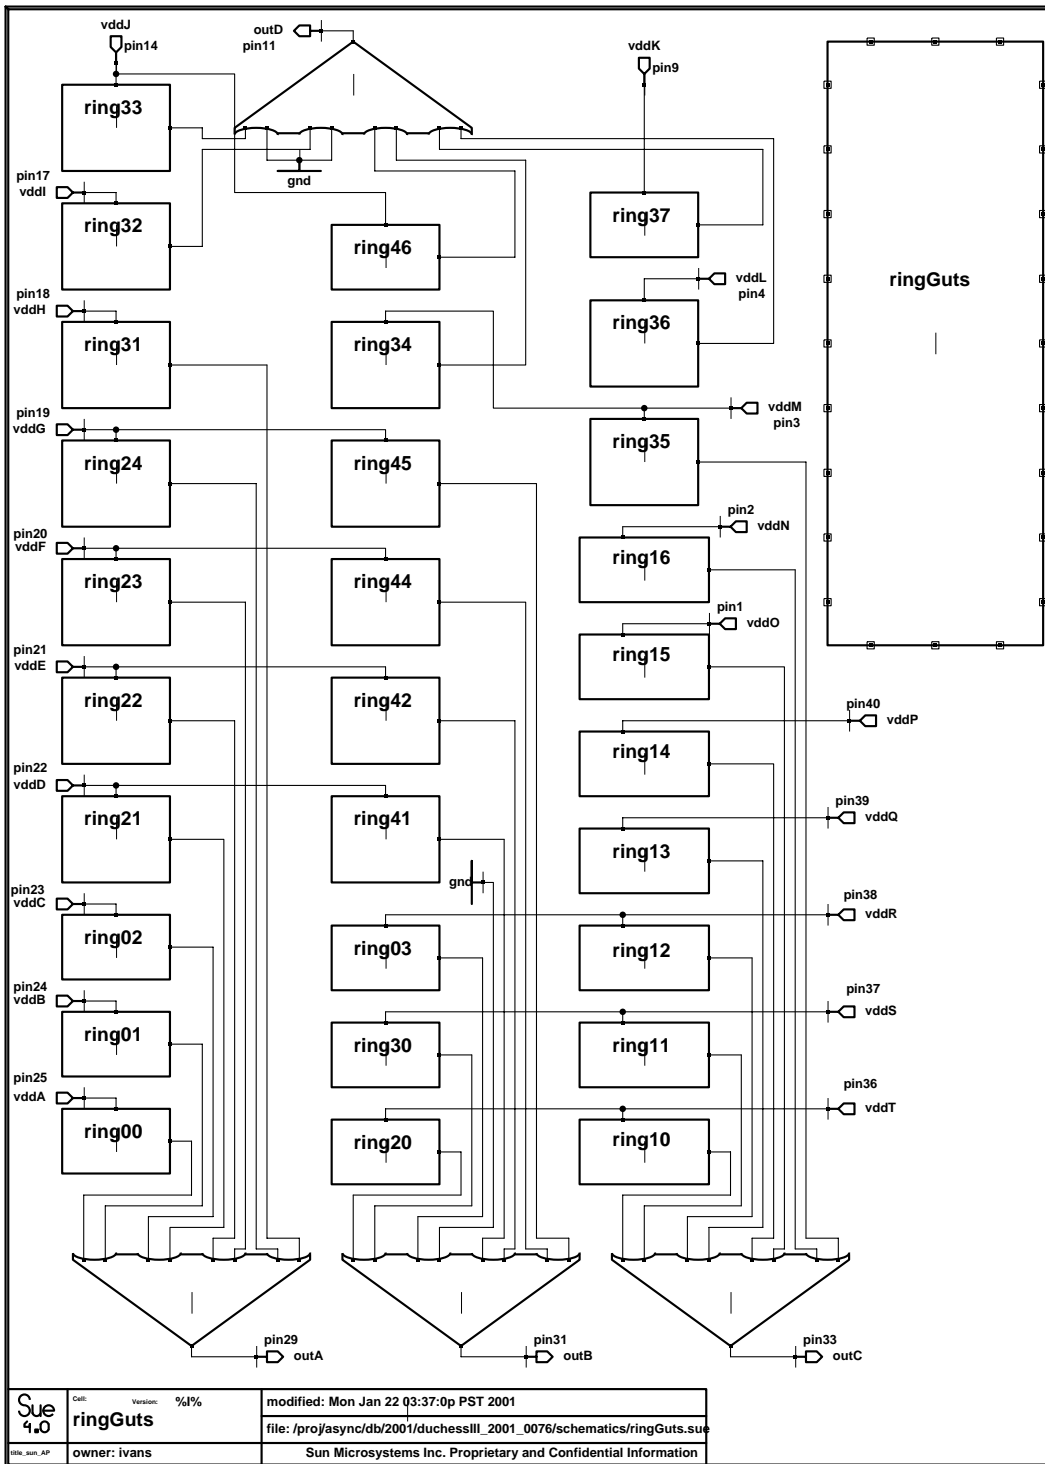 vddJ
pin14
outD
pin11
vddK
pin9
ring33
gnd
pin17
vddI
ring32
ring46
ring37
vddL
pin4
ringGuts
pin18
vddH
ring31
ring34
ring36
pin19
vddG
vddM
pin3
ring24
ring45
ring35
pin2
vddN
pin20
vddF
ring23
ring44
ring16
pin1
vddO
pin21
vddE
ring22
ring42
ring15
pin40
vddP
ring14
pin22
vddD
ring21
ring41
pin39
vddQ
ring13
gnd
pin23
vddC
pin38
vddR
ring02
ring03
ring12
pin24
vddB
pin37
vddS
ring01
ring30
ring11
pin25
vddA
pin36
vddT
ring00
ring20
ring10
pin29
outA
pin31
outB
pin33
outC
Sue 4.0
title_sun_AP
Cell:
Version:
%I%
ringGuts
owner: ivans
modified: Mon Jan 22 03:37:0p PST 2001
file: /proj/async/db/2001/duchessIII_2001_0076/schematics/ringGuts.sue
Sun Microsystems Inc. Proprietary and Confidential Information